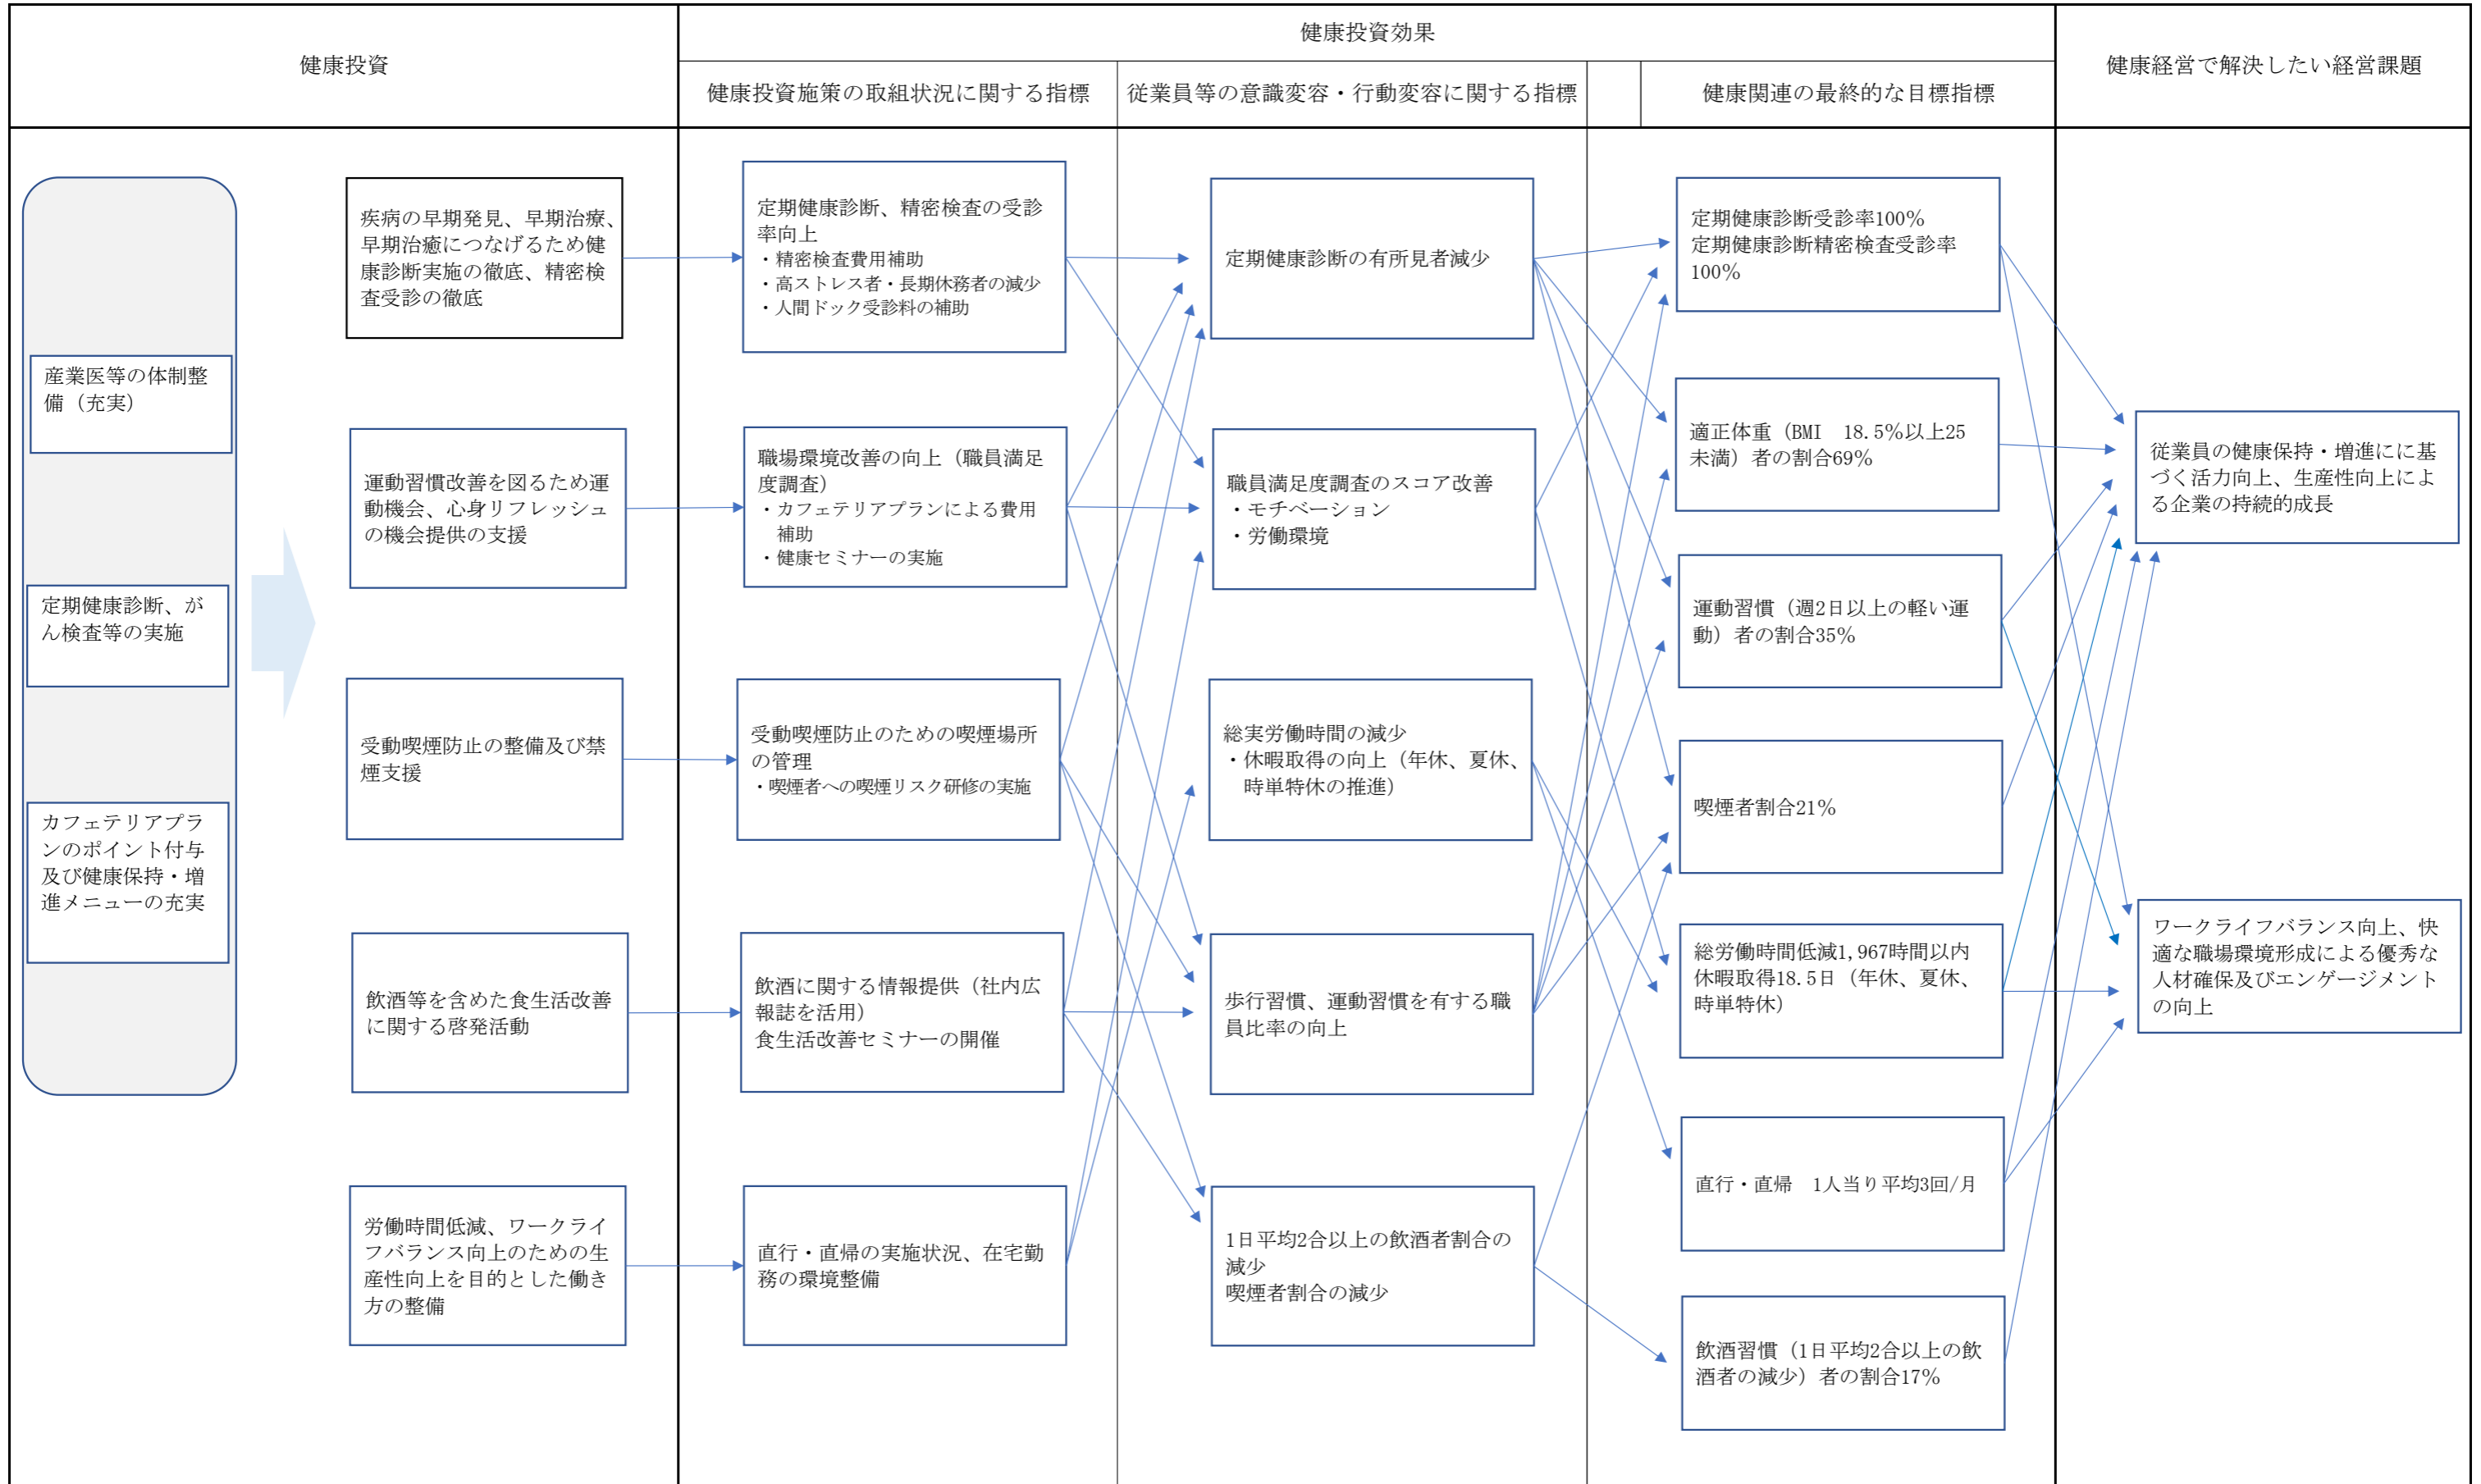 健康投資
健康投資効果
健康経営で解決したい経営課題
健康投資施策の取組状況に関する指標
従業員等の意識変容・行動変容に関する指標
健康関連の最終的な目標指標
産業医等の体制整
備（充実）
定期健康診断、が
ん検査等の実施
カフェテリアプラ
ンのポイント付与
及び健康保持・増
進メニューの充実
疾病の早期発見、早期治療、
早期治癒につなげるため健
康診断実施の徹底、精密検
査受診の徹底
運動習慣改善を図るため運
動機会、心身リフレッシュ
の機会提供の支援
受動喫煙防止の整備及び禁
煙支援
飲酒等を含めた食生活改善
に関する啓発活動
労働時間低減、ワークライ
フバランス向上のための生
産性向上を目的とした働き
方の整備
定期健康診断、精密検査の受診
率向上
・精密検査費用補助
・高ストレス者・長期休務者の減少
・人間ドック受診料の補助
職場環境改善の向上（職員満足
度調査）
・カフェテリアプランによる費用
補助
・健康セミナーの実施
受動喫煙防止のための喫煙場所
の管理
・喫煙者への喫煙リスク研修の実施
飲酒に関する情報提供（社内広
報誌を活用）
食生活改善セミナーの開催
直行・直帰の実施状況、在宅勤
務の環境整備
定期健康診断の有所見者減少
職員満足度調査のスコア改善
・モチベーション
・労働環境
総実労働時間の減少
・休暇取得の向上（年休、夏休、
時単特休の推進）
歩行習慣、運動習慣を有する職
員比率の向上
1日平均2合以上の飲酒者割合の
減少
喫煙者割合の減少
定期健康診断受診率100％
定期健康診断精密検査受診率
100％
適正体重（BMI　18.5％以上25
未満）者の割合69％
運動習慣（週2日以上の軽い運
動）者の割合35％
喫煙者割合21％
総労働時間低減1,967時間以内
休暇取得18.5日（年休、夏休、
時単特休）
直行・直帰　1人当り平均3回/月
飲酒習慣（1日平均2合以上の飲
酒者の減少）者の割合17％
従業員の健康保持・増進にに基
づく活力向上、生産性向上によ
る企業の持続的成長
ワークライフバランス向上、快
適な職場環境形成による優秀な
人材確保及びエンゲージメント
の向上